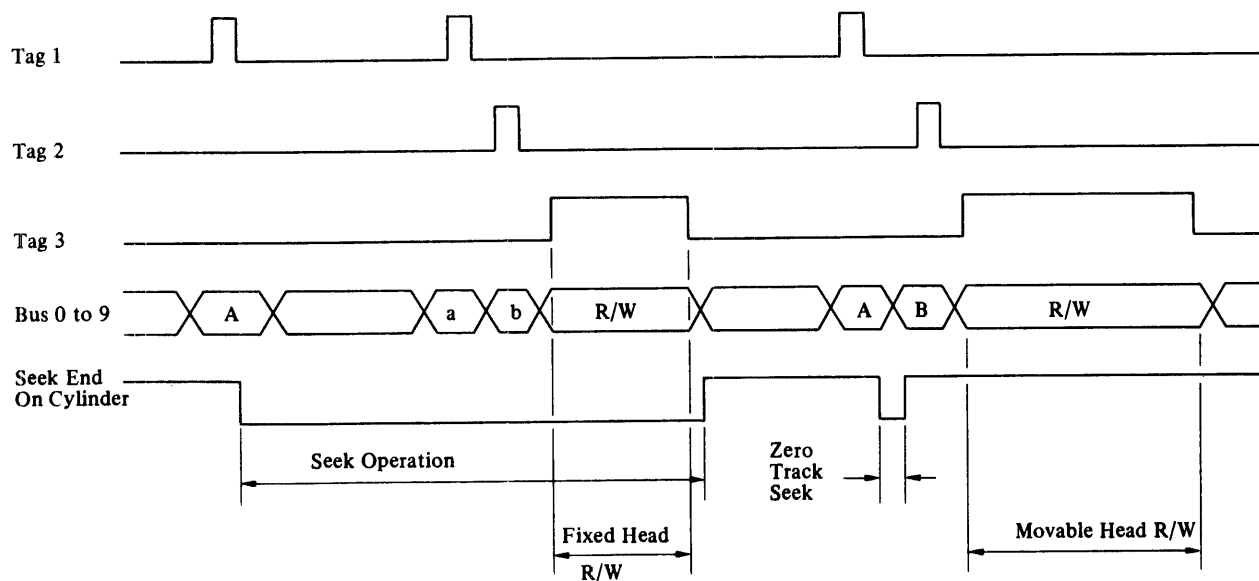 Tag 1
Tag 2
Tag 3
Bus 0 to 9
A
a
b
R/W
A
B
R/W
Seek End
On Cylinder
Seek Operation
Zero
Track
Seek
Fixed Head
R/W
Movable Head R/W